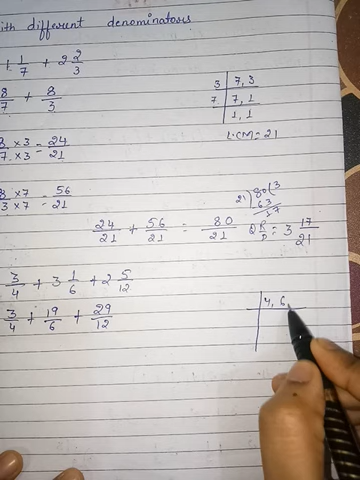 ith different denominators
1 1/7 + 2 2/3
8/7 + 8/3
8/7 × 3/× 3 = 24/21
8/3 × 7/× 7 = 56/21
3 | 7, 3
7 | 7, 1
1, 1
L.CM = 21
21 ) 80 ( 3
63
17
24/21 + 56/21 = 80/21 Q R/D = 3 17/21
3/4 + 3 1/6 + 2 5/12
3/4 + 19/6 + 29/12
4, 6,